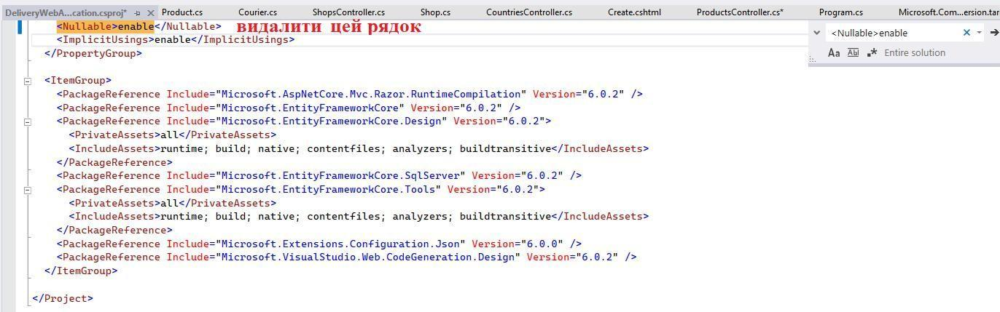 DeliveryWebA...cation.csproj* Product.cs Courier.cs ShopsController.cs Shop.cs CountriesController.cs Create.cshtml ProductsController.cs* Program.cs Microsoft.Com...ersion.tar
<Nullable>enable</Nullable> видалити цей рядок
<Nullable>enable
<ImplicitUsings>enable</ImplicitUsings>
</PropertyGroup>
Aa Ab Entire solution
<ItemGroup>
<PackageReference Include="Microsoft.AspNetCore.Mvc.Razor.RuntimeCompilation" Version="6.0.2" />
<PackageReference Include="Microsoft.EntityFrameworkCore" Version="6.0.2" />
<PackageReference Include="Microsoft.EntityFrameworkCore.Design" Version="6.0.2">
<PrivateAssets>all</PrivateAssets>
<IncludeAssets>runtime; build; native; contentfiles; analyzers; buildtransitive</IncludeAssets>
</PackageReference>
<PackageReference Include="Microsoft.EntityFrameworkCore.SqlServer" Version="6.0.2" />
<PackageReference Include="Microsoft.EntityFrameworkCore.Tools" Version="6.0.2">
<PrivateAssets>all</PrivateAssets>
<IncludeAssets>runtime; build; native; contentfiles; analyzers; buildtransitive</IncludeAssets>
</PackageReference>
<PackageReference Include="Microsoft.Extensions.Configuration.Json" Version="6.0.0" />
<PackageReference Include="Microsoft.VisualStudio.Web.CodeGeneration.Design" Version="6.0.2" />
</ItemGroup>
</Project>